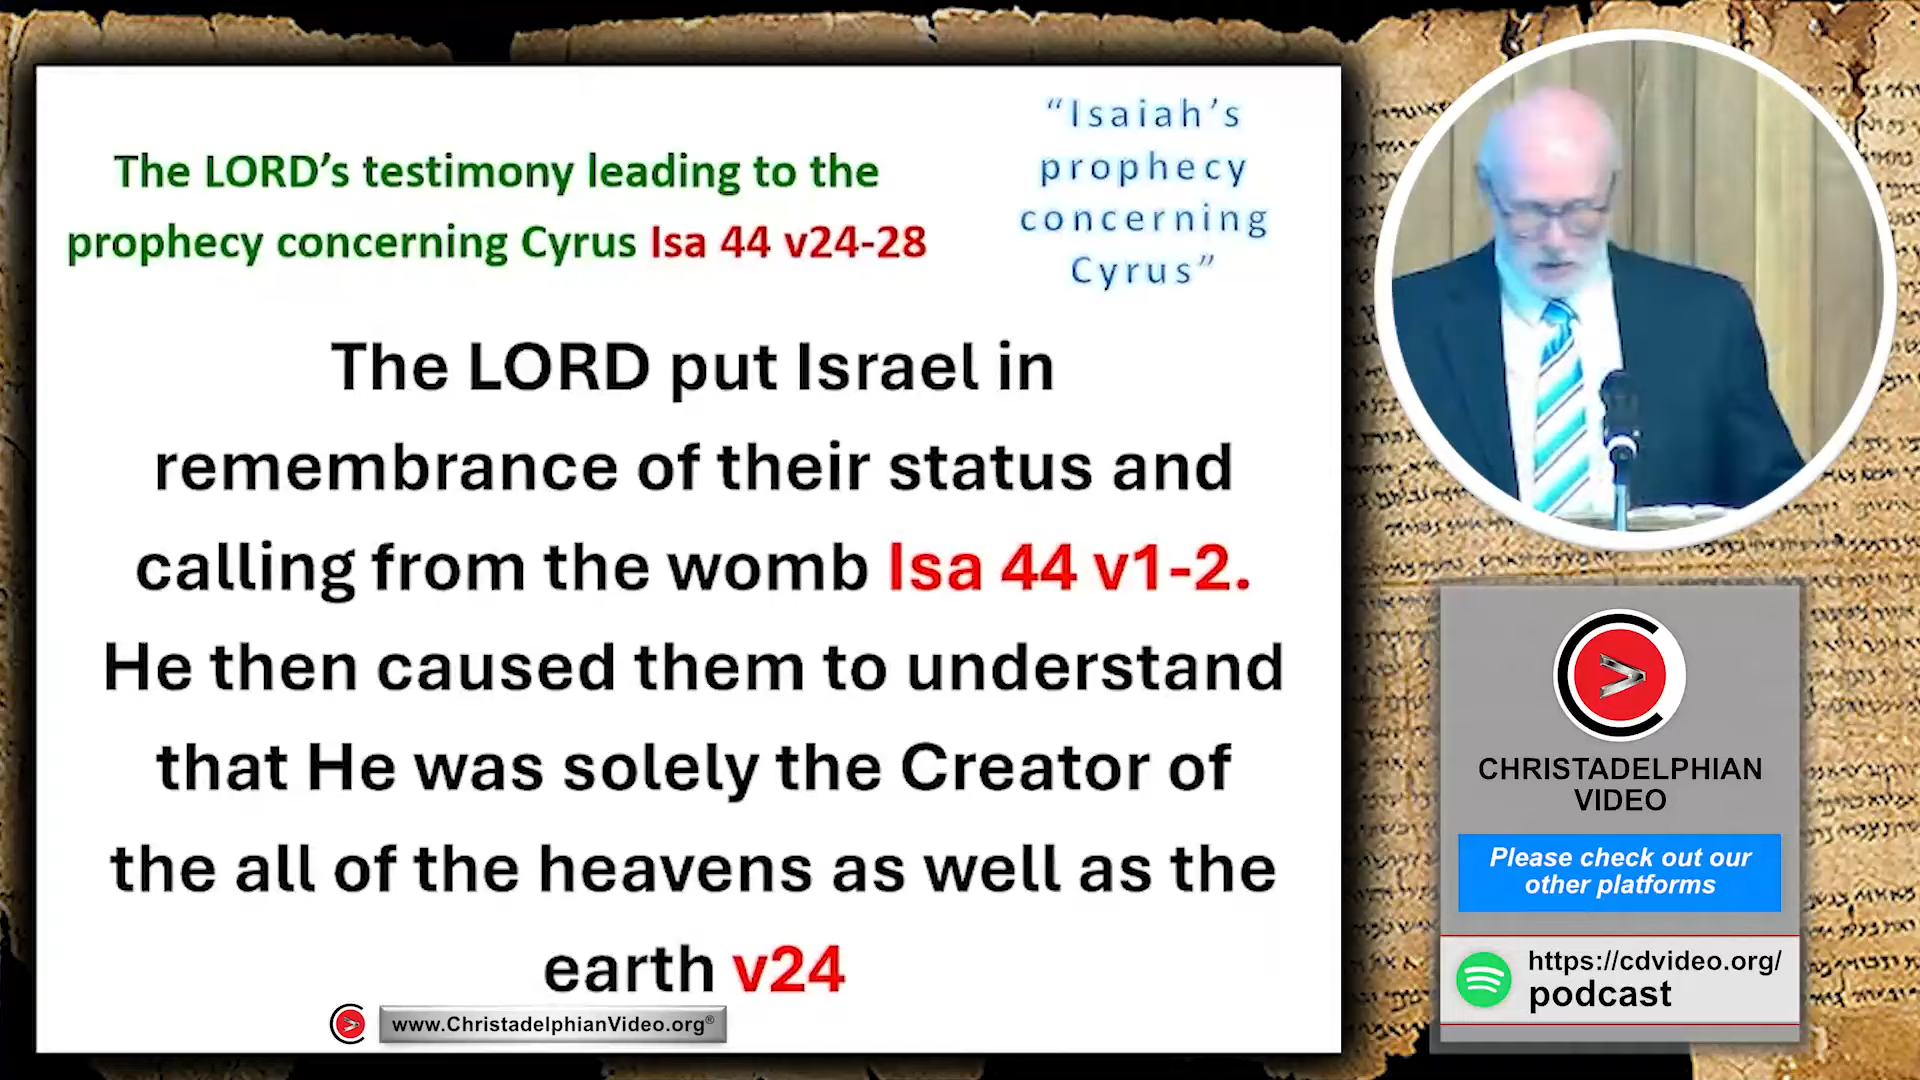 The LORD’s testimony leading to the
prophecy concerning Cyrus Isa 44 v24-28
“Isaiah’s
prophecy
concerning
Cyrus”
The LORD put Israel in
remembrance of their status and
calling from the womb Isa 44 v1-2.
He then caused them to understand
that He was solely the Creator of
the all of the heavens as well as the
earth v24
www.ChristadelphianVideo.org®
CHRISTADELPHIAN
VIDEO
Please check out our
other platforms
https://cdvideo.org/
podcast